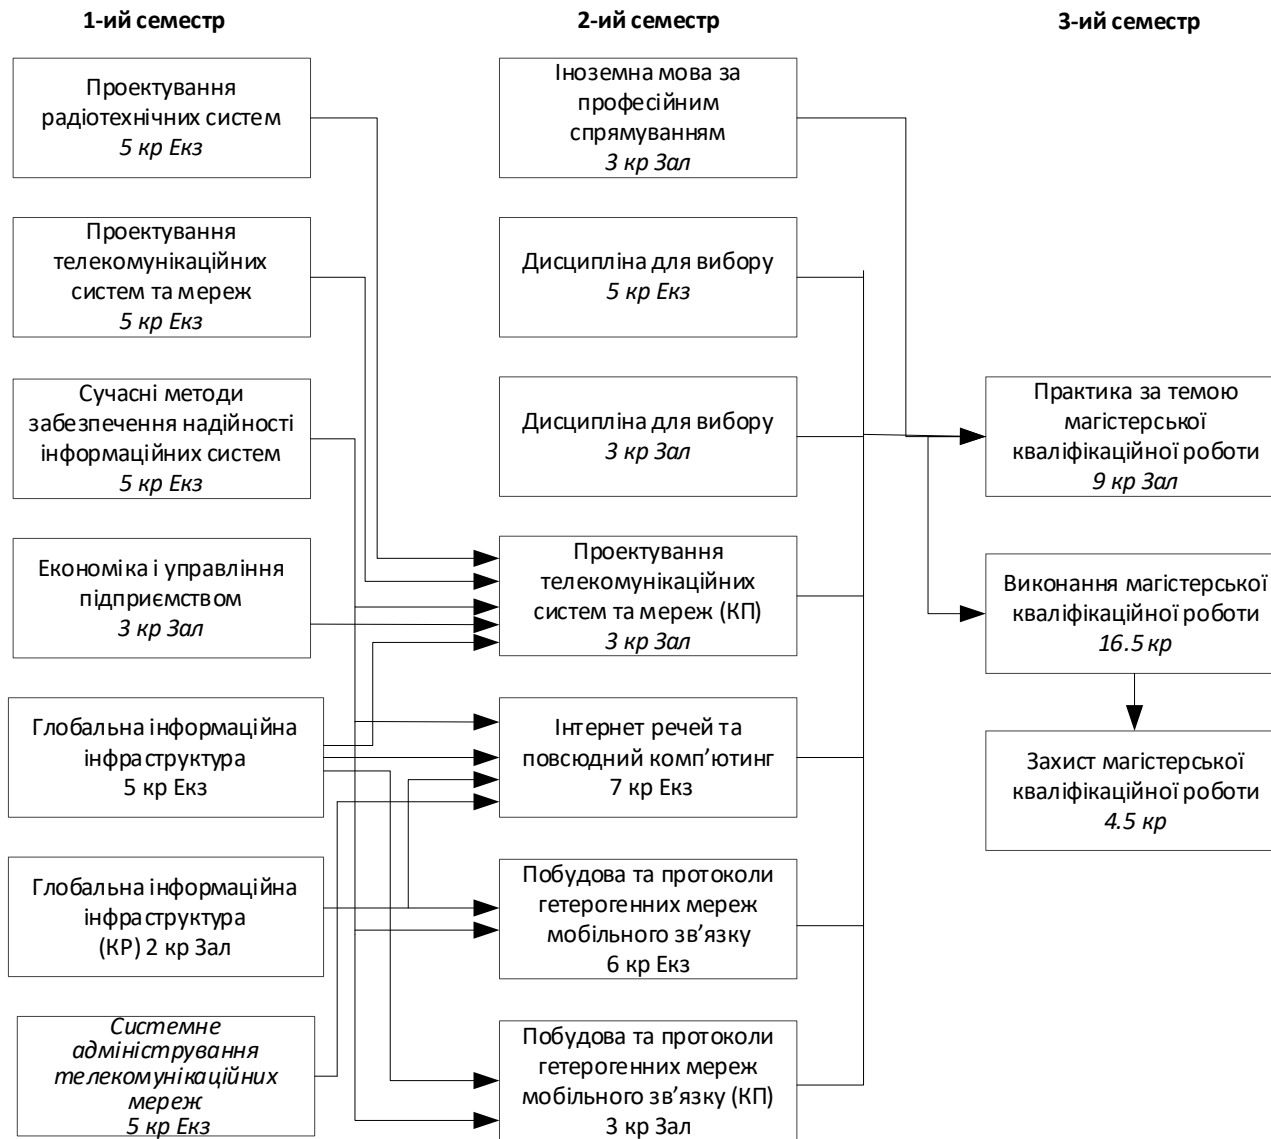 1-ий семестр
Проектування
радіотехнічних систем
5 кр Екз
Проектування
телекомунікаційних
систем та мереж
5 кр Екз
Сучасні методи
забезпечення надійності
інформаційних систем
5 кр Екз
Економіка і управління
підприємством
3 кр Зал
Глобальна інформаційна
інфраструктура
5 кр Екз
Глобальна інформаційна
інфраструктура
(КР) 2 кр Зал
Системне
адміністрування
телекомунікаційних
мереж
5 кр Екз
2-ий семестр
Іноземна мова за
професійним
спрямуванням
3 кр Зал
Дисципліна для вибору
5 кр Екз
Дисципліна для вибору
3 кр Зал
Проектування
телекомунікаційних
систем та мереж (КП)
3 кр Зал
Інтернет речей та
повсюдний комп’ютинг
7 кр Екз
Побудова та протоколи
гетерогенних мереж
мобільного зв’язку
6 кр Екз
Побудова та протоколи
гетерогенних мереж
мобільного зв’язку (КП)
3 кр Зал
3-ий семестр
Практика за темою
магістерської
кваліфікаційної роботи
9 кр Зал
Виконання магістерської
кваліфікаційної роботи
16.5 кр
Захист магістерської
кваліфікаційної роботи
4.5 кр